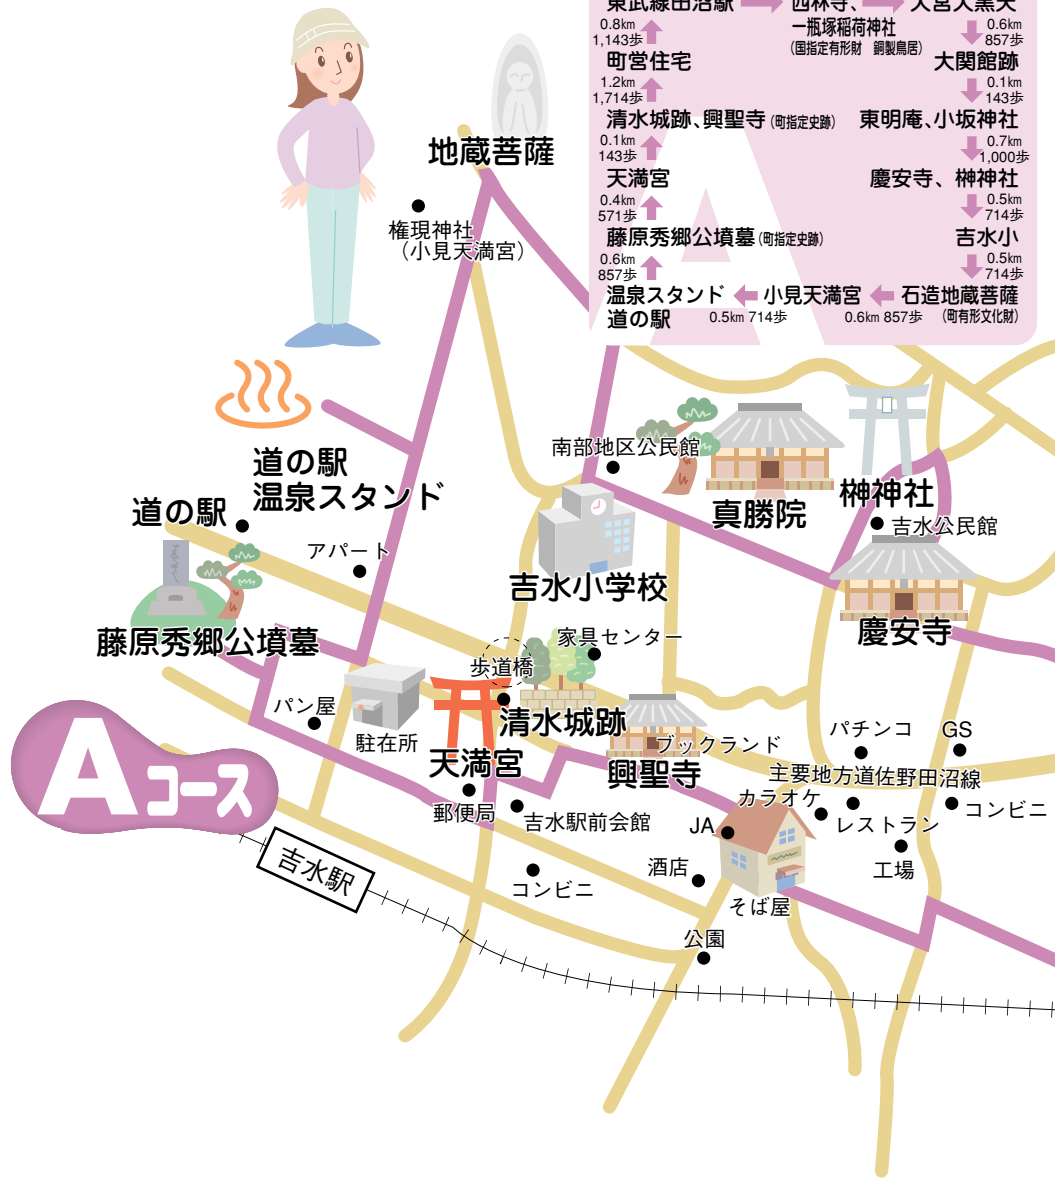 東武線田沼駅
西林寺、
一瓶塚稲荷神社
(国指定有形財 銅製鳥居)
0.8km
1,143歩
0.6km
857歩
町営住宅
大関館跡
1.2km
1,714歩
0.1km
143歩
清水城跡、興聖寺(町指定史跡)
東明庵、小坂神社
0.1km
143歩
0.7km
1,000歩
天満宮
慶安寺、榊神社
0.4km
571歩
0.5km
714歩
藤原秀郷公墳墓(町指定史跡)
吉水小
0.6km
857歩
0.5km
714歩
温泉スタンド
道の駅
0.5km 714歩
小見天満宮
0.6km 857歩
石造地蔵菩薩
(町有形文化財)
地蔵菩薩
権現神社
(小見天満宮)
道の駅
温泉スタンド
道の駅
アパート
藤原秀郷公墳墓
南部地区公民館
真勝院
榊神社
吉水公民館
吉水小学校
慶安寺
家具センター
歩道橋
パン屋
駐在所
清水城跡
天満宮
ブックランド
興聖寺
パチンコ
GS
主要地方道佐野田沼線
カラオケ
コンビニ
レストラン
工場
郵便局
吉水駅前会館
JA
酒店
そば屋
コンビニ
公園
Aコース
吉水駅